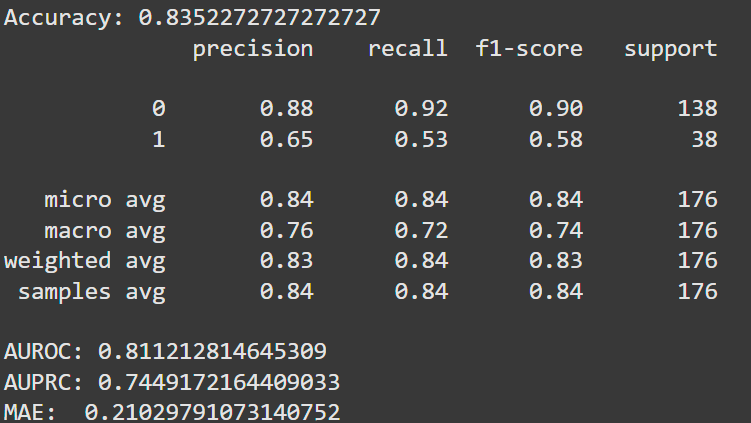 Accuracy: 0.8352272727272727
precision recall f1-score support
0 0.88 0.92 0.90 138
1 0.65 0.53 0.58 38
micro avg 0.84 0.84 0.84 176
macro avg 0.76 0.72 0.74 176
weighted avg 0.83 0.84 0.83 176
samples avg 0.84 0.84 0.84 176
AUROC: 0.811212814645309
AUPRC: 0.7449172164409033
MAE: 0.21029791073140752